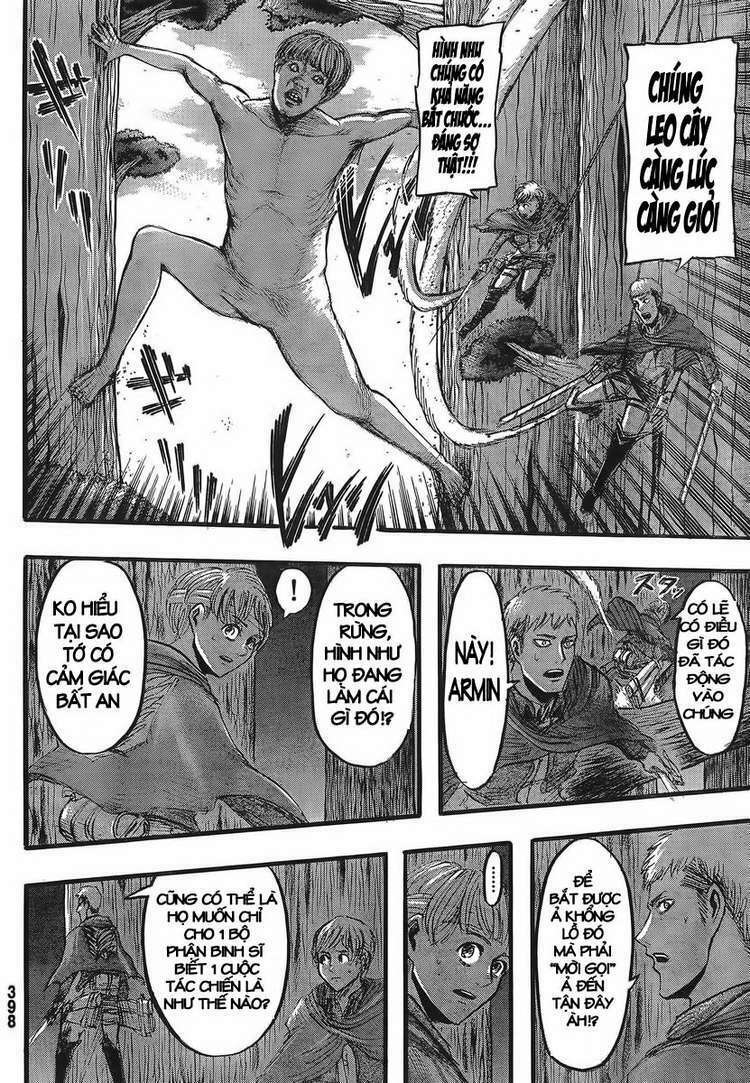 CHÚNG
LEO CÂY
CÀNG LÚC
CÀNG GIỎI
HÌNH NHƯ
CHÚNG CÓ
KHẢ NĂNG
BẮT CHƯỚC...
ĐÁNG SỢ
THẬT!!!
CÓ LẼ
CÓ ĐIỀU
GÌ ĐÓ
ĐÃ TÁC
ĐỘNG VÀO
CHÚNG
スタッ
NÀY!
ARMIN
TRONG
RỪNG,
HÌNH NHƯ
HỌ ĐANG
LÀM CÁI
GÌ ĐÓ!?
!
KO HIỂU
TẠI SAO
TỚ CÓ
CẢM GIÁC
BẤT AN
ĐỂ
BẮT ĐƯỢC
Ả KHỔNG
LỒ ĐÓ
MÀ PHẢI
"MỜI GỌI"
Ả ĐẾN
TẬN ĐÂY
ÀH!?
......
CŨNG CÓ THỂ LÀ
HỌ MUỐN CHỈ
CHO 1 BỘ
PHẬN BINH SĨ
BIẾT 1 CUỘC
TÁC CHIẾN LÀ
NHƯ THẾ NÀO?
398